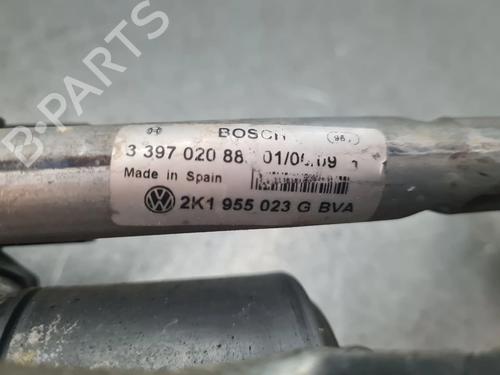 BOSCH
3 397 020 88
Made in Spain
2K1 955 023 G BVA
B-PARTS